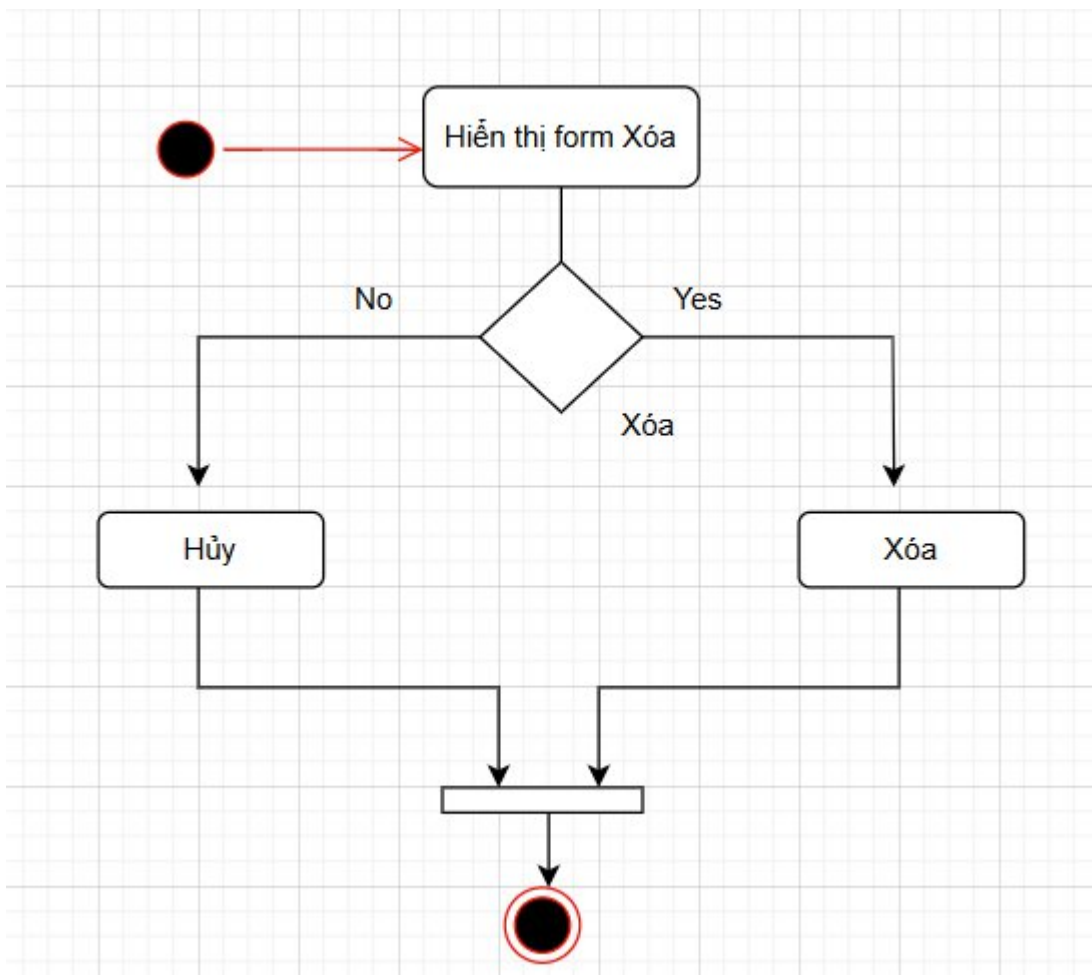 Hiển thị form Xóa
No
Yes
Xóa
Hủy
Xóa